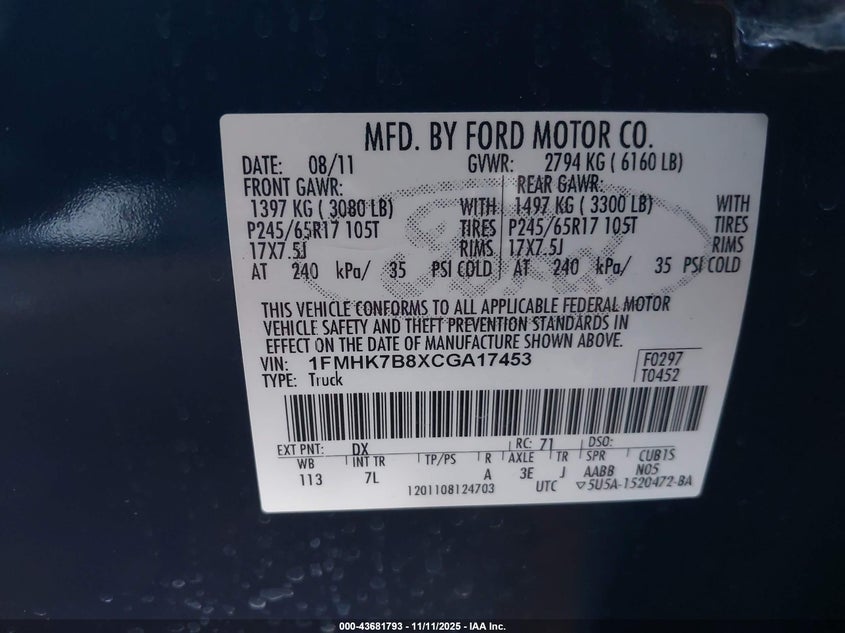 MFD. BY FORD MOTOR CO.
DATE: 08/11 GVWR: 2794 KG ( 6160 LB)
FRONT GAWR: REAR GAWR:
1397 KG ( 3080 LB) WITH 1497 KG ( 3300 LB) WITH
P245/65R17 105T TIRES P245/65R17 105T TIRES
17X7.5J RIMS 17X7.5J RIMS
AT 240 kPa/ 35 PSI COLD AT 240 kPa/ 35 PSI COLD
THIS VEHICLE CONFORMS TO ALL APPLICABLE FEDERAL MOTOR
VEHICLE SAFETY AND THEFT PREVENTION STANDARDS IN
EFFECT ON THE DATE OF MANUFACTURE SHOWN ABOVE.
VIN: 1FMHK7B8XCGA17453 F0297
TYPE: Truck T0452
EXT PNT: DX RC: 71 DSO:
WB INT TR TP/PS R AXLE TR SPR CUB1S
113 7L A 3E J AABB N05
1201108124703 UTC ▽5U5A-1520472-BA
000-43681793 - 11/11/2025 - IAA Inc.